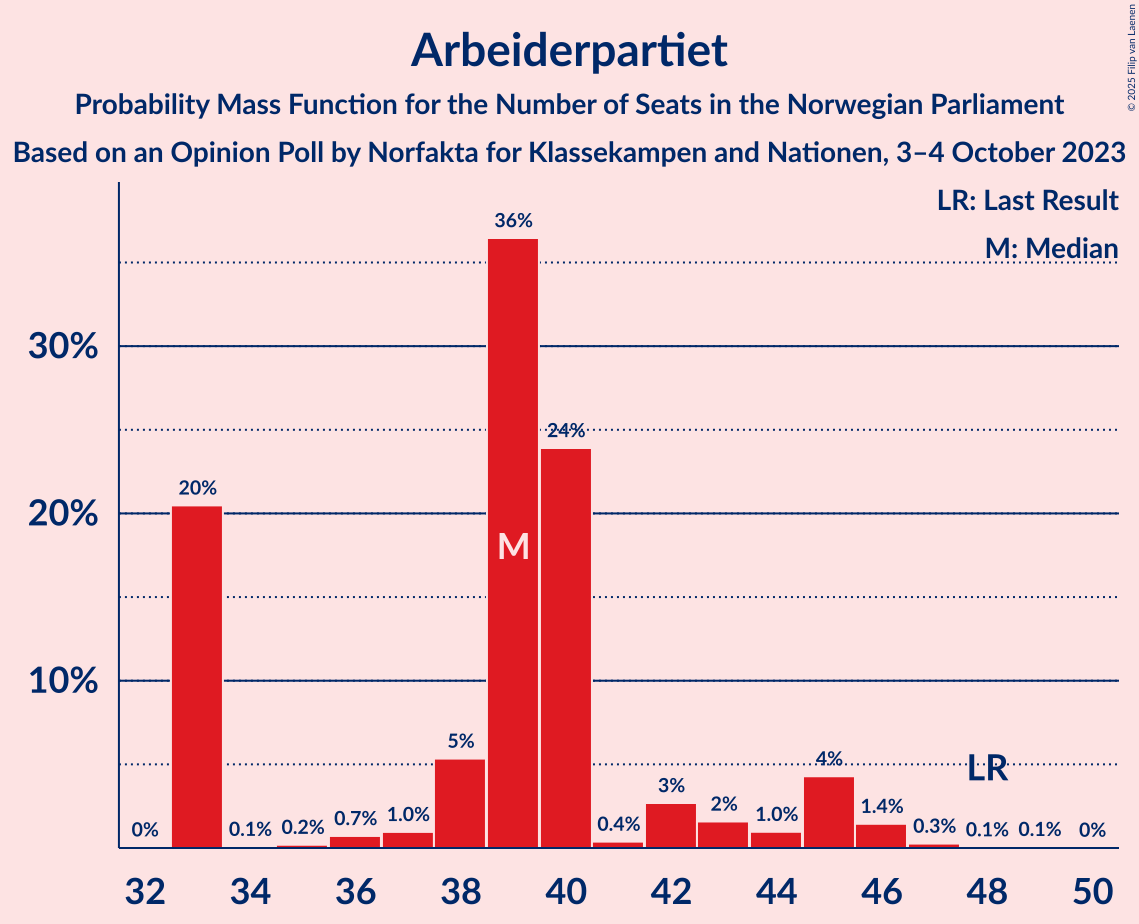 Arbeiderpartiet
Probability Mass Function for the Number of Seats in the Norwegian Parliament
Based on an Opinion Poll by Norfakta for Klassekampen and Nationen, 3–4 October 2023
© 2025 Filip van Laenen
LR: Last Result
M: Median
30%
20%
10%
0%
20%
0.1%
0.2%
0.7%
1.0%
5%
36%
24%
0.4%
3%
2%
1.0%
4%
1.4%
0.3%
0.1%
0.1%
0%
M
LR
32 34 36 38 40 42 44 46 48 50